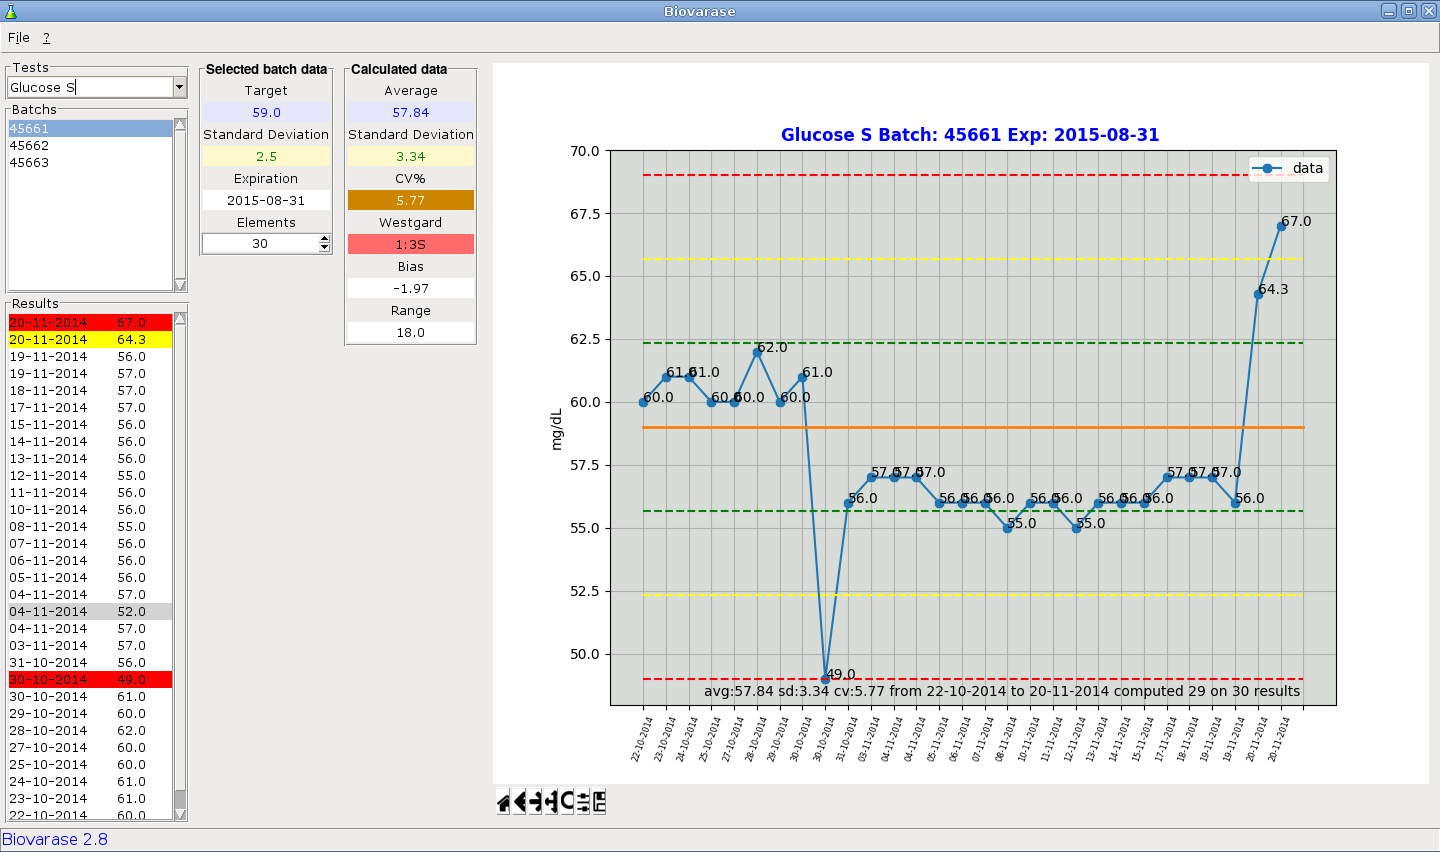 Biovarase
File ?
Tests
Glucose S
Batchs
45661
45662
45663
Results
20-11-2014 67.0
20-11-2014 64.3
19-11-2014 56.0
19-11-2014 57.0
18-11-2014 57.0
17-11-2014 57.0
15-11-2014 56.0
14-11-2014 56.0
13-11-2014 56.0
12-11-2014 55.0
11-11-2014 56.0
10-11-2014 56.0
08-11-2014 55.0
07-11-2014 56.0
06-11-2014 56.0
05-11-2014 56.0
04-11-2014 57.0
04-11-2014 52.0
04-11-2014 57.0
03-11-2014 57.0
31-10-2014 56.0
30-10-2014 49.0
30-10-2014 61.0
29-10-2014 60.0
28-10-2014 62.0
27-10-2014 60.0
25-10-2014 60.0
24-10-2014 61.0
23-10-2014 61.0
22-10-2014 60.0
Selected batch data
Target
59.0
Standard Deviation
2.5
Expiration
2015-08-31
Elements
30
Calculated data
Average
57.84
Standard Deviation
3.34
CV%
5.77
Westgard
1:3S
Bias
-1.97
Range
18.0
Glucose S Batch: 45661 Exp: 2015-08-31
data
70.0
67.5
65.0
62.5
60.0
57.5
55.0
52.5
50.0
mg/dL
60.0 61.0 61.0 60.0 60.0 62.0 60.0 61.0 49.0 56.0 57.0 57.0 57.0 56.0 56.0 56.0 55.0 56.0 56.0 55.0 56.0 56.0 56.0 57.0 57.0 57.0 56.0 64.3 67.0
avg:57.84 sd:3.34 cv:5.77 from 22-10-2014 to 20-11-2014 computed 29 on 30 results
22-10-2014 23-10-2014 24-10-2014 25-10-2014 27-10-2014 28-10-2014 29-10-2014 30-10-2014 30-10-2014 31-10-2014 03-11-2014 04-11-2014 04-11-2014 05-11-2014 06-11-2014 07-11-2014 08-11-2014 10-11-2014 11-11-2014 12-11-2014 13-11-2014 14-11-2014 15-11-2014 17-11-2014 18-11-2014 19-11-2014 19-11-2014 20-11-2014 20-11-2014
Biovarase 2.8